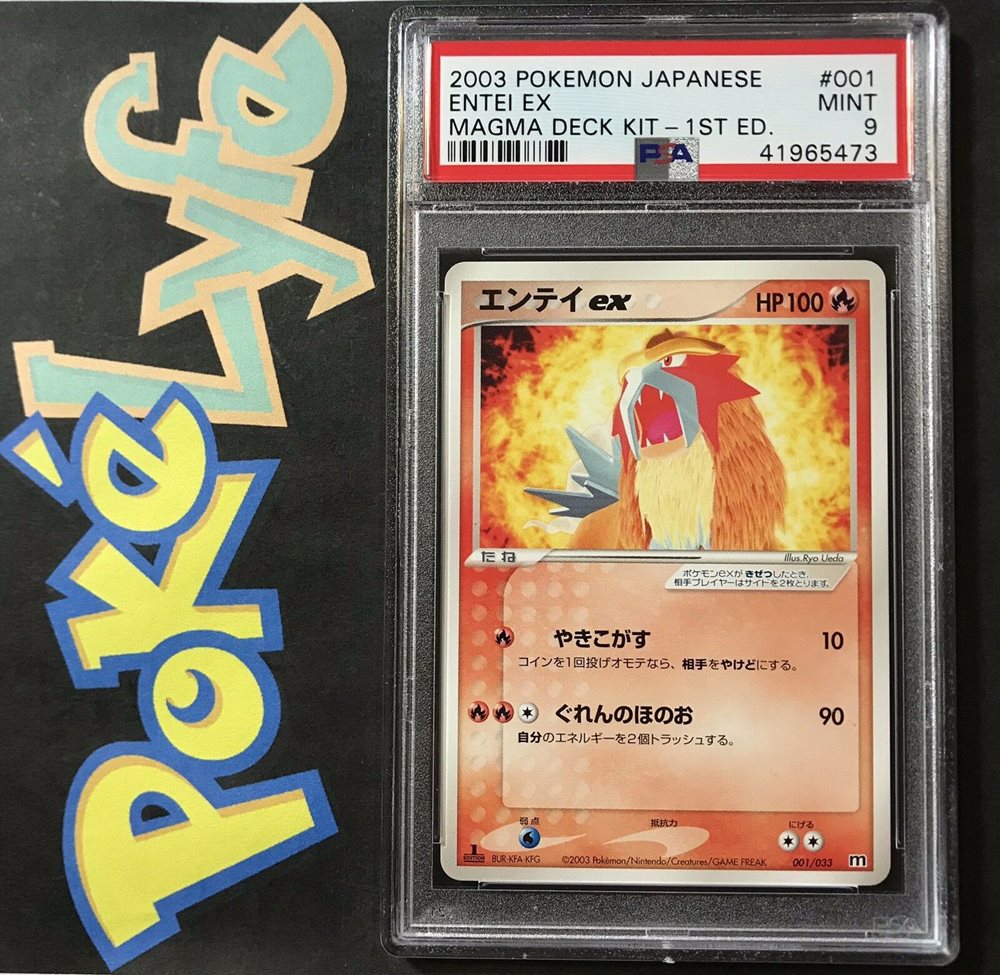 PokéLyfe
2003 POKEMON JAPANESE #001
ENTEI EX MINT
MAGMA DECK KIT - 1ST ED. 9
PSA 41965473
エンテイex HP100
たね Illus. Ryo Ueda
ポケモンexがきぜつしたとき、
相手プレイヤーはサイドを2枚とります。
やきこがす 10
コインを1回投げオモテなら、相手をやけどにする。
ぐれんのほのお 90
自分のエネルギーを2個トラッシュする。
弱点 抵抗力 にげる
1 EDITION 8UR-KFA-KFG ©2003 Pokémon/Nintendo/Creatures/GAME FREAK 001/033 m
PSA